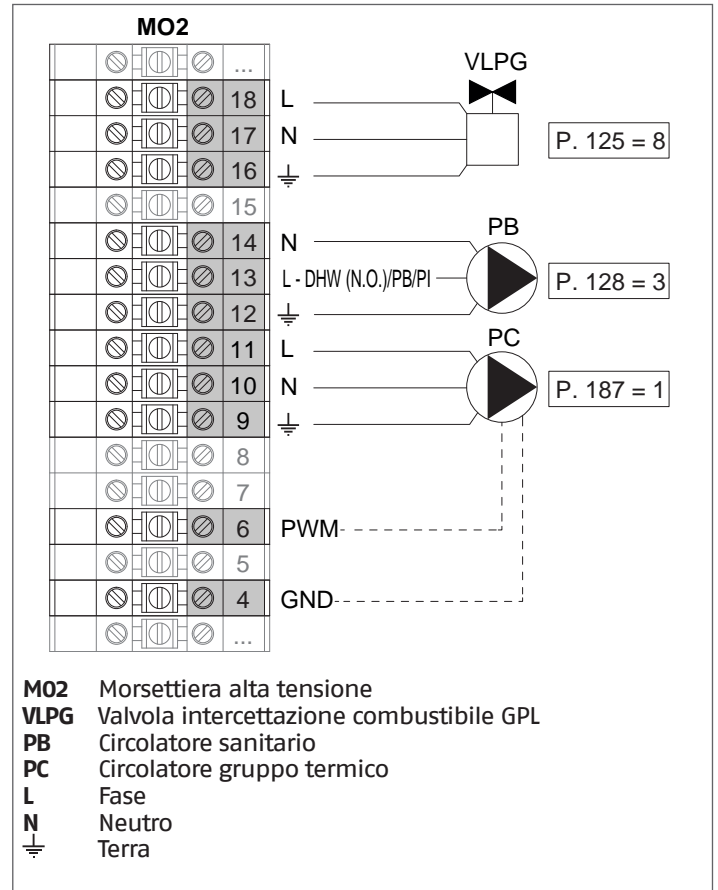 MO2
VLPG
...
18 L
17 N P. 125 = 8
16
15
PB
14 N
13 L - DHW (N.O.)/PB/PI P. 128 = 3
12
PC
11 L
10 N P. 187 = 1
9
8
7
6 PWM
5
4 GND
...
M02 Morsettiera alta tensione
VLPG Valvola intercettazione combustibile GPL
PB Circolatore sanitario
PC Circolatore gruppo termico
L Fase
N Neutro
⏚ Terra